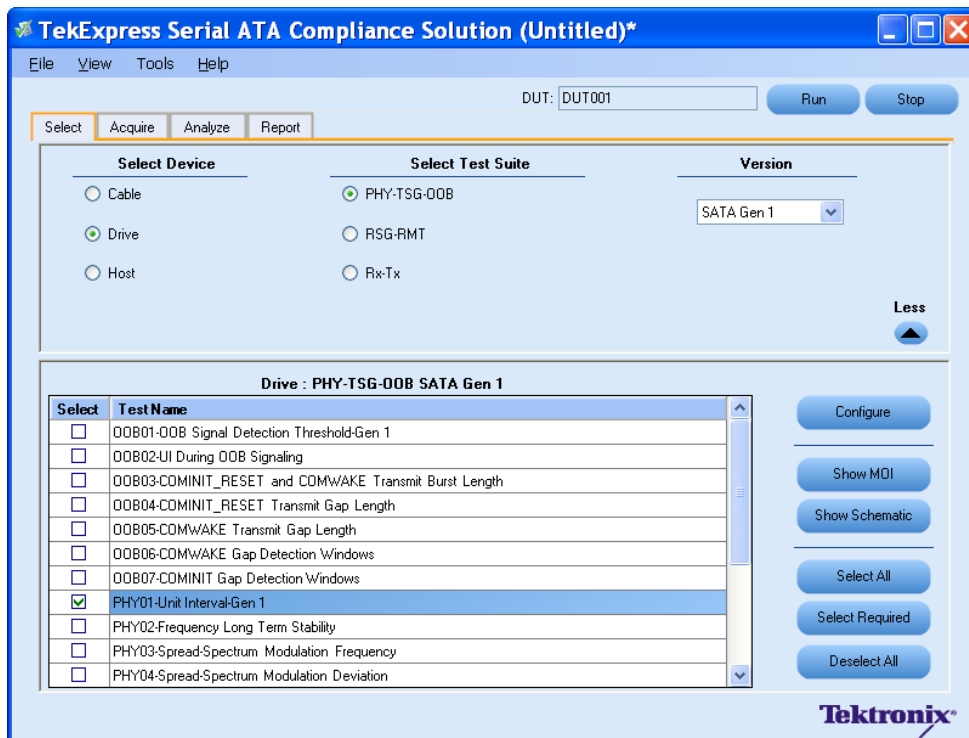 TekExpress Serial ATA Compliance Solution (Untitled)*
File View Tools Help
DUT: DUT001 Run Stop
Select Acquire Analyze Report
Select Device Select Test Suite Version
Cable PHY-TSG-OOB SATA Gen 1
Drive RSG-RMT
Host Rx-Tx
Less
Drive : PHY-TSG-OOB SATA Gen 1
Select Test Name
OOB01-OOB Signal Detection Threshold-Gen 1
OOB02-UI During OOB Signaling
OOB03-COMINIT_RESET and COMWAKE Transmit Burst Length
OOB04-COMINIT_RESET Transmit Gap Length
OOB05-COMWAKE Transmit Gap Length
OOB06-COMWAKE Gap Detection Windows
OOB07-COMINIT Gap Detection Windows
PHY01-Unit Interval-Gen 1
PHY02-Frequency Long Term Stability
PHY03-Spread-Spectrum Modulation Frequency
PHY04-Spread-Spectrum Modulation Deviation
Configure
Show MOI
Show Schematic
Select All
Select Required
Deselect All
Tektronix